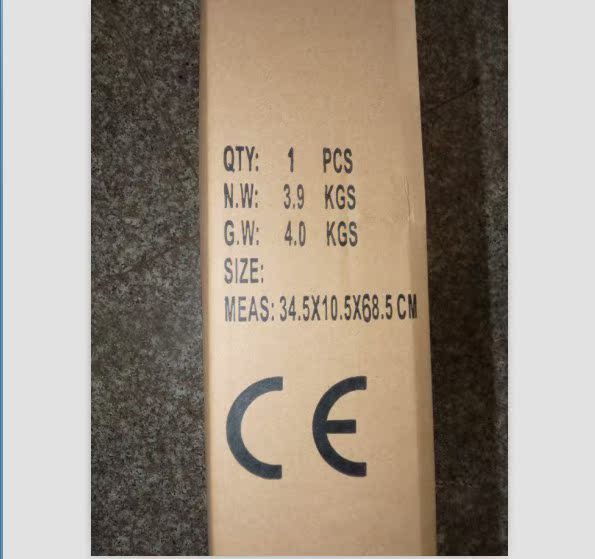 QTY: 1 PCS
N.W: 3.9 KGS
G.W: 4.0 KGS
SIZE:
MEAS: 34.5X10.5X68.5 CM
CE